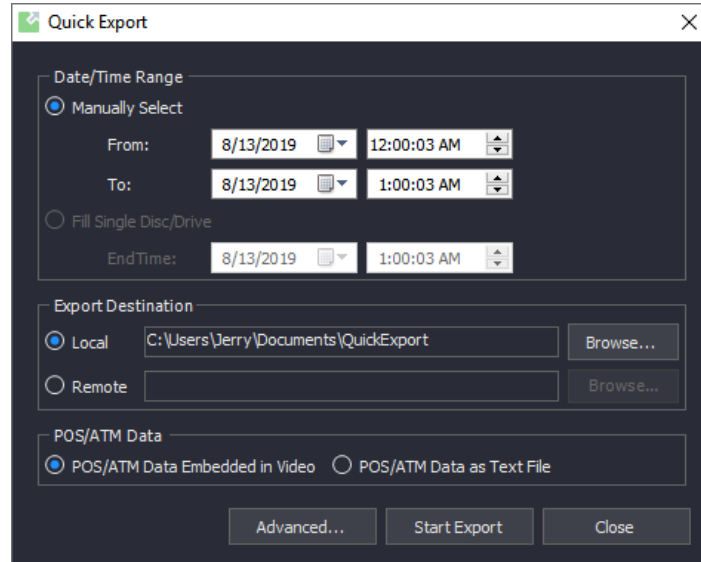 Quick Export
Date/Time Range
Manually Select
From: 8/13/2019 12:00:03 AM
To: 8/13/2019 1:00:03 AM
Fill Single Disc/Drive
EndTime: 8/13/2019 1:00:03 AM
Export Destination
Local C:\Users\Jerry\Documents\QuickExport Browse...
Remote Browse...
POS/ATM Data
POS/ATM Data Embedded in Video POS/ATM Data as Text File
Advanced... Start Export Close